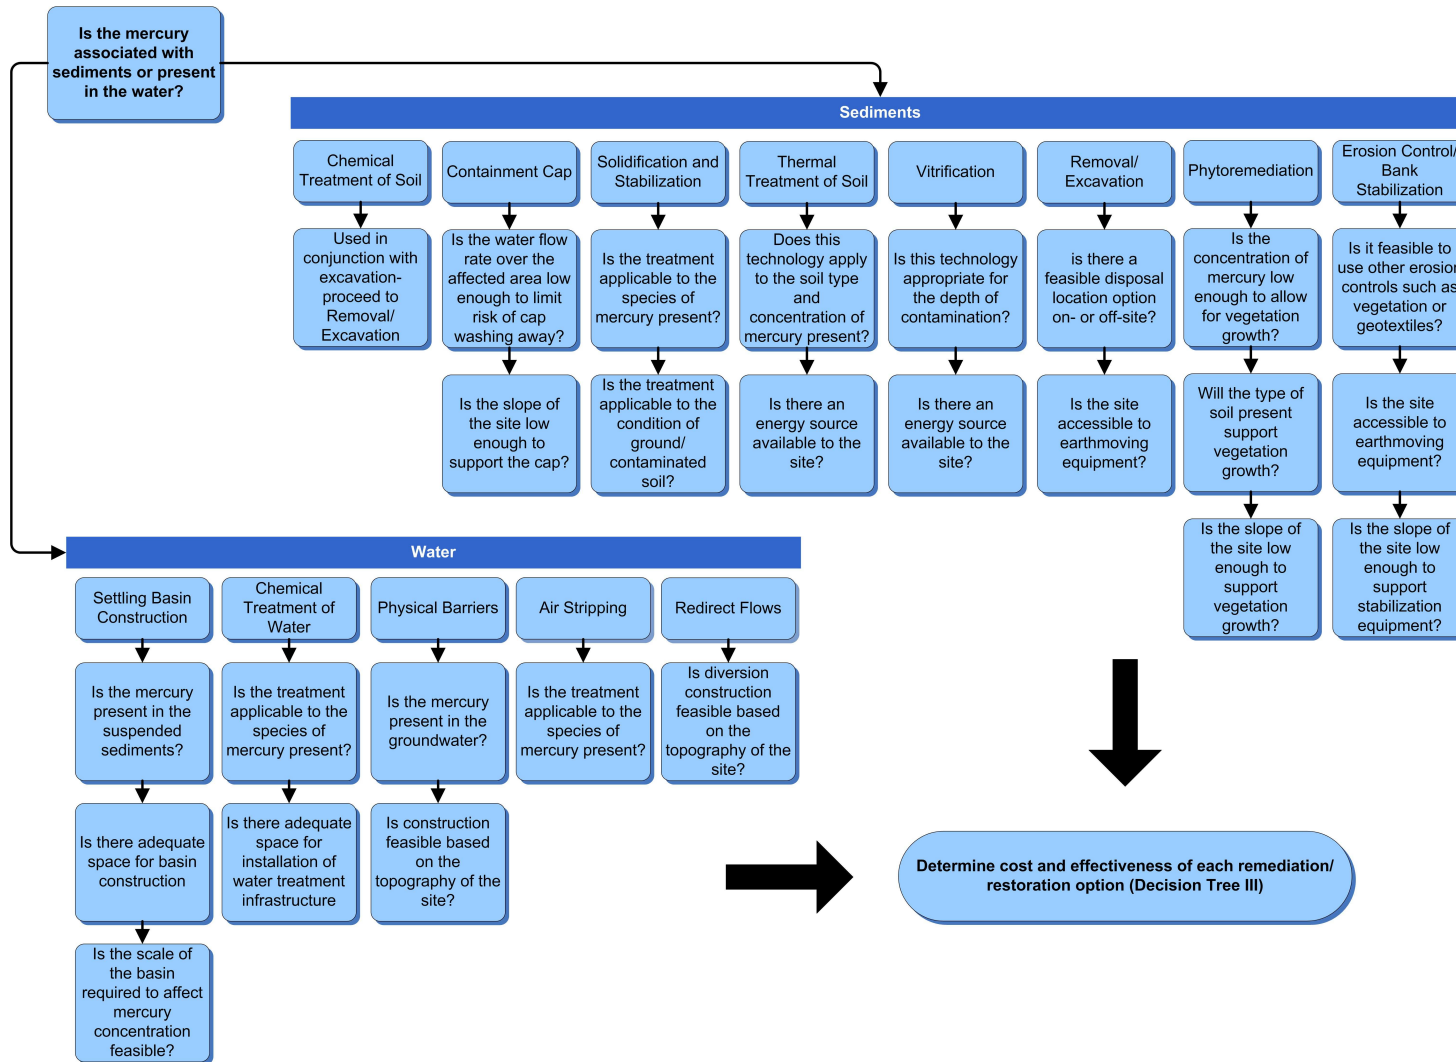 Is the mercury
associated with
sediments or present
in the water?
Sediments
Chemical
Treatment of Soil
Used in
conjunction with
excavation-
proceed to
Removal/
Excavation
Containment Cap
Is the water flow
rate over the
affected area low
enough to limit
risk of cap
washing away?
Is the slope of
the site low
enough to
support the cap?
Solidification and
Stabilization
Is the treatment
applicable to the
species of
mercury present?
Is the treatment
applicable to the
condition of
ground/
contaminated
soil?
Thermal
Treatment of Soil
Does this
technology apply
to the soil type
and
concentration of
mercury present?
Is there an
energy source
available to the
site?
Vitrification
Is this technology
appropriate for
the depth of
contamination?
Is there an
energy source
available to the
site?
Removal/
Excavation
is there a
feasible disposal
location option
on- or off-site?
Is the site
accessible to
earthmoving
equipment?
Phytoremediation
Is the
concentration of
mercury low
enough to allow
for vegetation
growth?
Will the type of
soil present
support
vegetation
growth?
Is the slope of
the site low
enough to
support
vegetation
growth?
Erosion Control/
Bank
Stabilization
Is it feasible to
use other erosion
controls such as
vegetation or
geotextiles?
Is the site
accessible to
earthmoving
equipment?
Is the slope of
the site low
enough to
support
stabilization
equipment?
Water
Settling Basin
Construction
Is the mercury
present in the
suspended
sediments?
Is there adequate
space for basin
construction
Is the scale of
the basin
required to affect
mercury
concentration
feasible?
Chemical
Treatment of
Water
Is the treatment
applicable to the
species of
mercury present?
Is there adequate
space for
installation of
water treatment
infrastructure
Physical Barriers
Is the mercury
present in the
groundwater?
Is construction
feasible based
on the
topography of the
site?
Air Stripping
Is the treatment
applicable to the
species of
mercury present?
Redirect Flows
Is diversion
construction
feasible based
on the
topography of the
site?
Determine cost and effectiveness of each remediation/
restoration option (Decision Tree III)